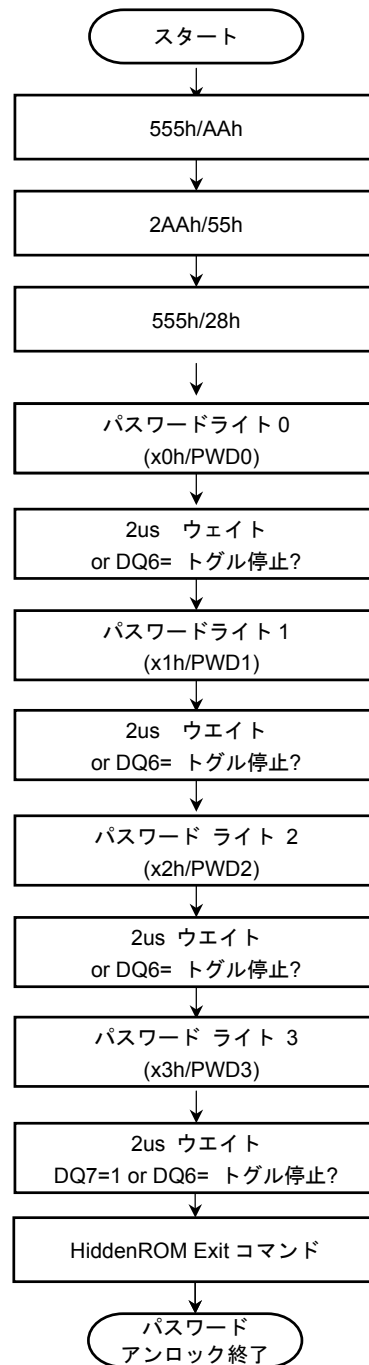 スタート
555h/AAh
2AAh/55h
555h/28h
パスワードライト 0
(x0h/PWD0)
2us ウェイト
or DQ6= トグル停止?
パスワードライト 1
(x1h/PWD1)
2us ウエイト
or DQ6= トグル停止?
パスワード ライト 2
(x2h/PWD2)
2us ウエイト
or DQ6= トグル停止?
パスワード ライト 3
(x3h/PWD3)
2us ウエイト
DQ7=1 or DQ6= トグル停止?
HiddenROM Exit コマンド
パスワード
アンロック終了